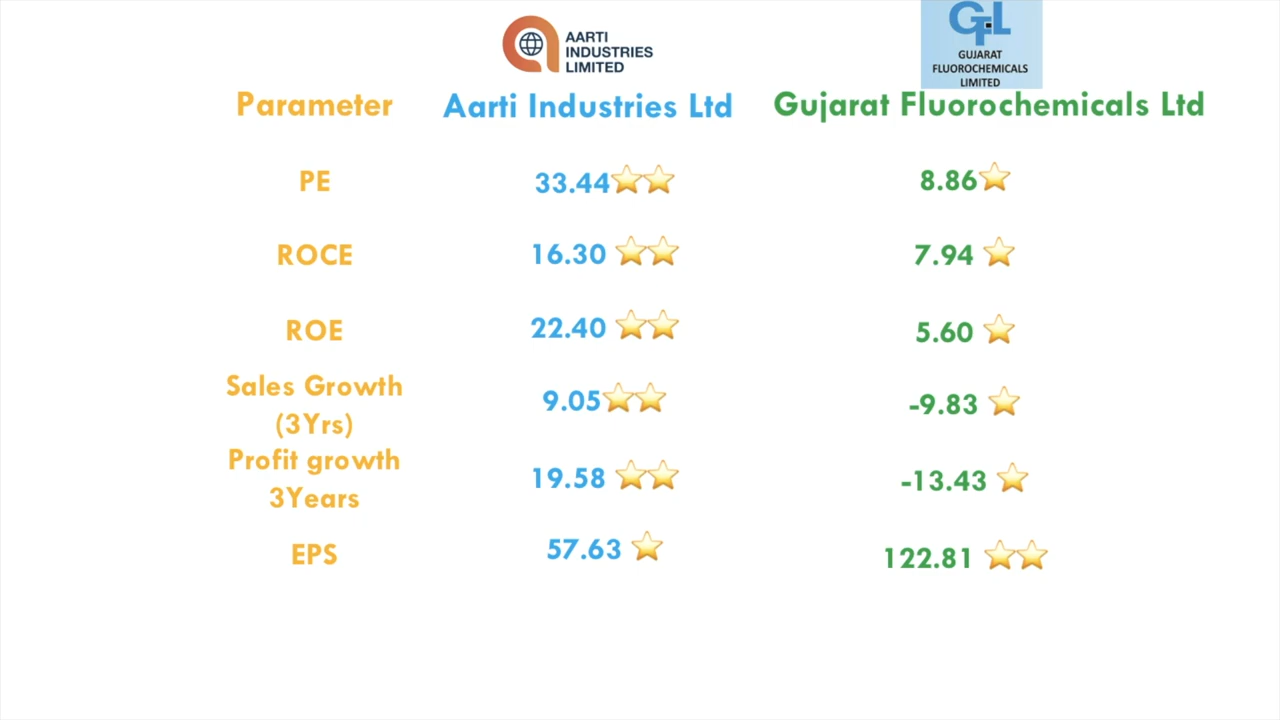 AARTI
INDUSTRIES
LIMITED
GFL
GUJARAT
FLUOROCHEMICALS
LIMITED
Parameter Aarti Industries Ltd Gujarat Fluorochemicals Ltd
PE 33.44 8.86
ROCE 16.30 7.94
ROE 22.40 5.60
Sales Growth
(3Yrs) 9.05 -9.83
Profit growth
3Years 19.58 -13.43
EPS 57.63 122.81